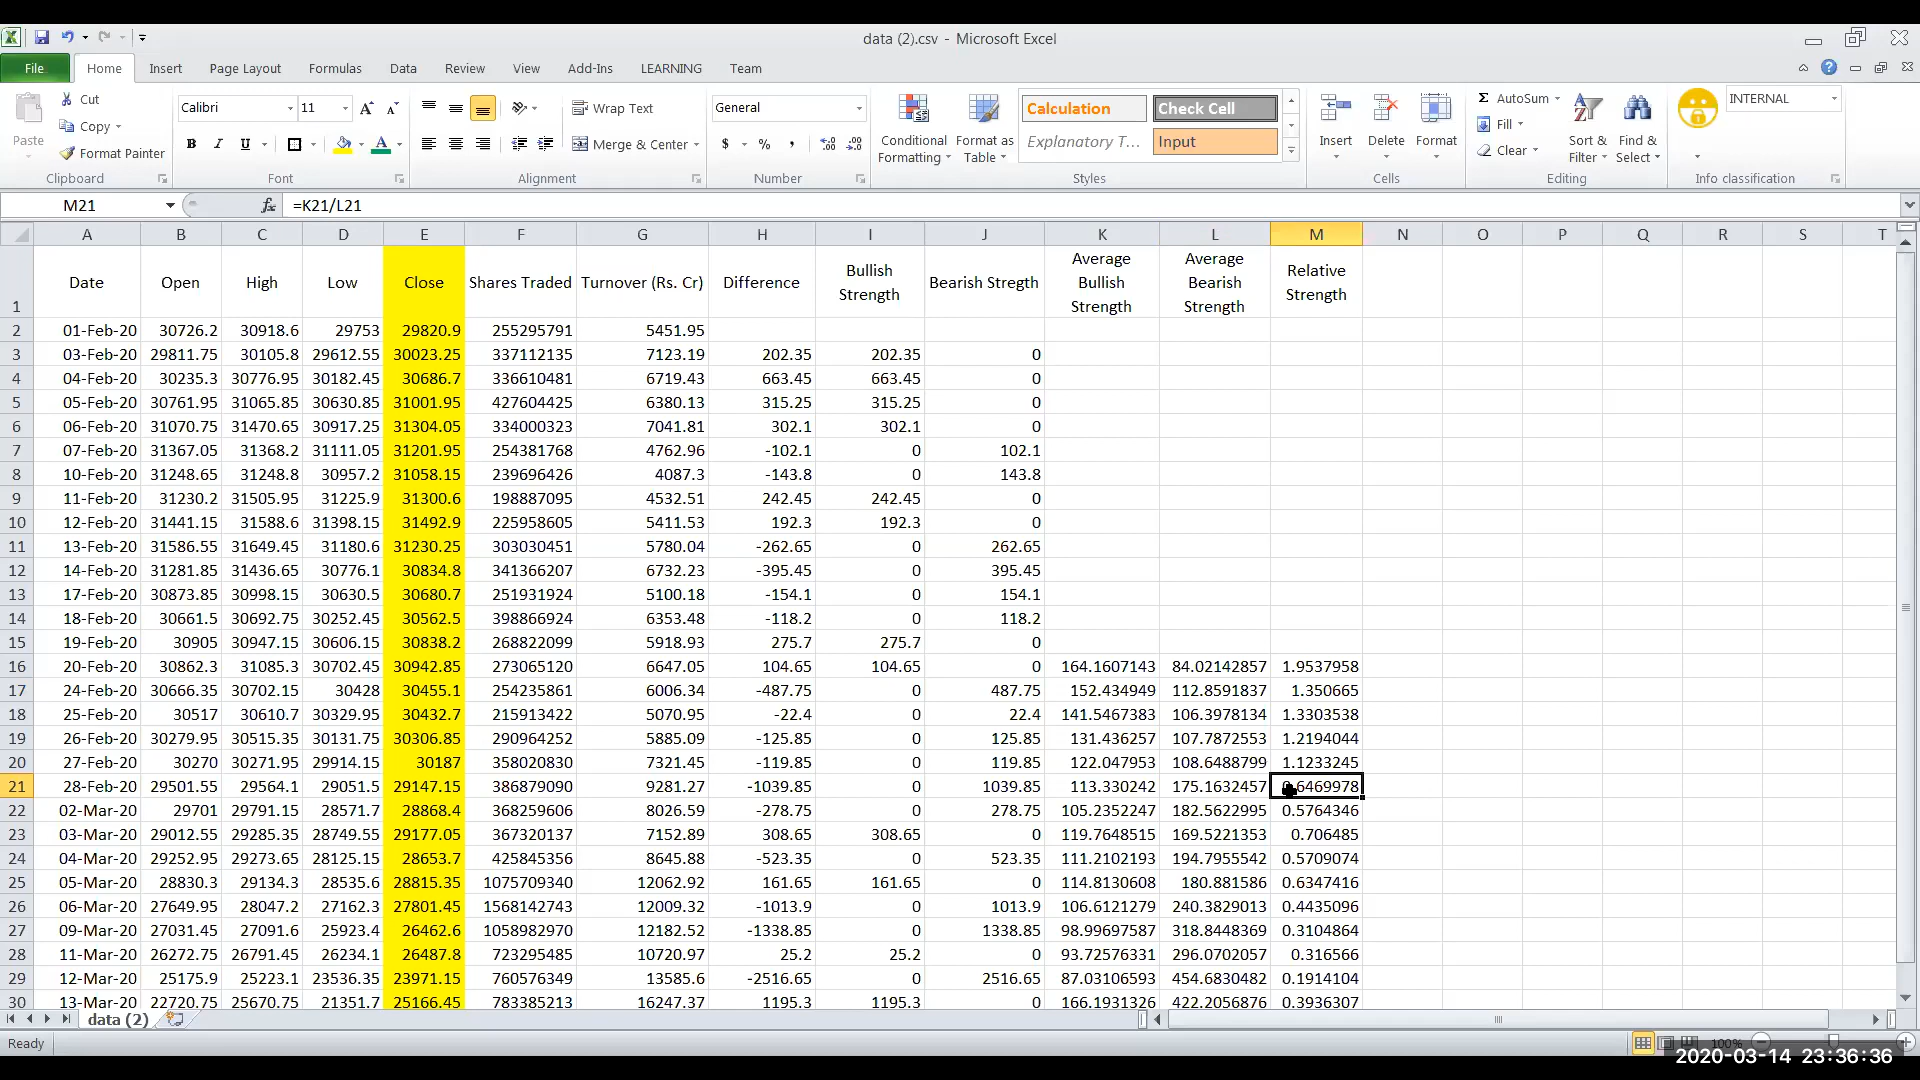 data (2).csv - Microsoft Excel
File Home Insert Page Layout Formulas Data Review View Add-Ins LEARNING Team
Paste
Cut
Copy
Format Painter
Calibri 11
B I U
A A
Wrap Text
Merge & Center
General
$ % ,
Conditional Formatting
Format as Table
Calculation Check Cell
Explanatory T... Input
Insert Delete Format
Σ AutoSum
Fill
Clear
Sort & Filter
Find & Select
INTERNAL
Clipboard Font Alignment Number Styles Cells Editing Info classification
M21 fx =K21/L21
A B C D E F G H I J K L M N O P Q R S T
1 Date Open High Low Close Shares Traded Turnover (Rs. Cr) Difference Bullish Strength Bearish Stregth Average Bullish Strength Average Bearish Strength Relative Strength
2 01-Feb-20 30726.2 30918.6 29753 29820.9 255295791 5451.95
3 03-Feb-20 29811.75 30105.8 29612.55 30023.25 337112135 7123.19 202.35 202.35 0
4 04-Feb-20 30235.3 30776.95 30182.45 30686.7 336610481 6719.43 663.45 663.45 0
5 05-Feb-20 30761.95 31065.85 30630.85 31001.95 427604425 6380.13 315.25 315.25 0
6 06-Feb-20 31070.75 31470.65 30917.25 31304.05 334000323 7041.81 302.1 302.1 0
7 07-Feb-20 31367.05 31368.2 31111.05 31201.95 254381768 4762.96 -102.1 0 102.1
8 10-Feb-20 31248.65 31248.8 30957.2 31058.15 239696426 4087.3 -143.8 0 143.8
9 11-Feb-20 31230.2 31505.95 31225.9 31300.6 198887095 4532.51 242.45 242.45 0
10 12-Feb-20 31441.15 31588.6 31398.15 31492.9 225958605 5411.53 192.3 192.3 0
11 13-Feb-20 31586.55 31649.45 31180.6 31230.25 303030451 5780.04 -262.65 0 262.65
12 14-Feb-20 31281.85 31436.65 30776.1 30834.8 341366207 6732.23 -395.45 0 395.45
13 17-Feb-20 30873.85 30998.15 30630.5 30680.7 251931924 5100.18 -154.1 0 154.1
14 18-Feb-20 30661.5 30692.75 30252.45 30562.5 398866924 6353.48 -118.2 0 118.2
15 19-Feb-20 30905 30947.15 30606.15 30838.2 268822099 5918.93 275.7 275.7 0
16 20-Feb-20 30862.3 31085.3 30702.45 30942.85 273065120 6647.05 104.65 104.65 0 164.1607143 84.02142857 1.9537958
17 24-Feb-20 30666.35 30702.15 30428 30455.1 254235861 6006.34 -487.75 0 487.75 152.434949 112.8591837 1.350665
18 25-Feb-20 30517 30610.7 30329.95 30432.7 215913422 5070.95 -22.4 0 22.4 141.5467383 106.3978134 1.3303538
19 26-Feb-20 30279.95 30515.35 30131.75 30306.85 290964252 5885.09 -125.85 0 125.85 131.436257 107.7872553 1.2194044
20 27-Feb-20 30270 30271.95 29914.15 30187 358020830 7321.45 -119.85 0 119.85 122.047953 108.6488799 1.1233245
21 28-Feb-20 29501.55 29564.1 29051.5 29147.15 386879090 9281.27 -1039.85 0 1039.85 113.330242 175.1632457 .6469978
22 02-Mar-20 29701 29791.15 28571.7 28868.4 368259606 8026.59 -278.75 0 278.75 105.2352247 182.5622995 0.5764346
23 03-Mar-20 29012.55 29285.35 28749.55 29177.05 367320137 7152.89 308.65 308.65 0 119.7648515 169.5221353 0.706485
24 04-Mar-20 29252.95 29273.65 28125.15 28653.7 425845356 8645.88 -523.35 0 523.35 111.2102193 194.7955542 0.5709074
25 05-Mar-20 28830.3 29134.3 28535.6 28815.35 1075709340 12062.92 161.65 161.65 0 114.8130608 180.881586 0.6347416
26 06-Mar-20 27649.95 28047.2 27162.3 27801.45 1568142743 12009.32 -1013.9 0 1013.9 106.6121279 240.3829013 0.4435096
27 09-Mar-20 27031.45 27091.6 25923.4 26462.6 1058982970 12182.52 -1338.85 0 1338.85 98.99697587 318.8448369 0.3104864
28 11-Mar-20 26272.75 26791.45 26234.1 26487.8 723295485 10720.97 25.2 25.2 0 93.72576331 296.0702057 0.316566
29 12-Mar-20 25175.9 25223.1 23536.35 23971.15 760576349 13585.6 -2516.65 0 2516.65 87.03106593 454.6830482 0.1914104
30 13-Mar-20 22720.75 25670.75 21351.7 25166.45 783385213 16247.37 1195.3 1195.3 0 166.1931326 422.2056876 0.3936307
data (2)
Ready
100%
2020-03-14 23:36:36